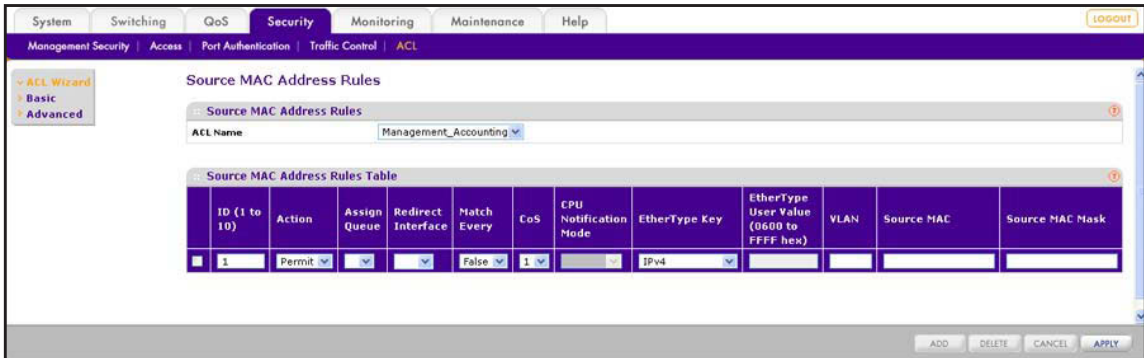 System Switching QoS Security Monitoring Maintenance Help LOGOUT
Management Security | Access | Port Authentication | Traffic Control | ACL
ACL Wizard
Basic
Advanced
Source MAC Address Rules
Source MAC Address Rules
ACL Name Management_Accounting
Source MAC Address Rules Table
ID (1 to 10) Action Assign Queue Redirect Interface Match Every CoS CPU Notification Mode EtherType Key EtherType User Value (0600 to FFFF hex) VLAN Source MAC Source MAC Mask
1 Permit False 1 IPv4
ADD DELETE CANCEL APPLY